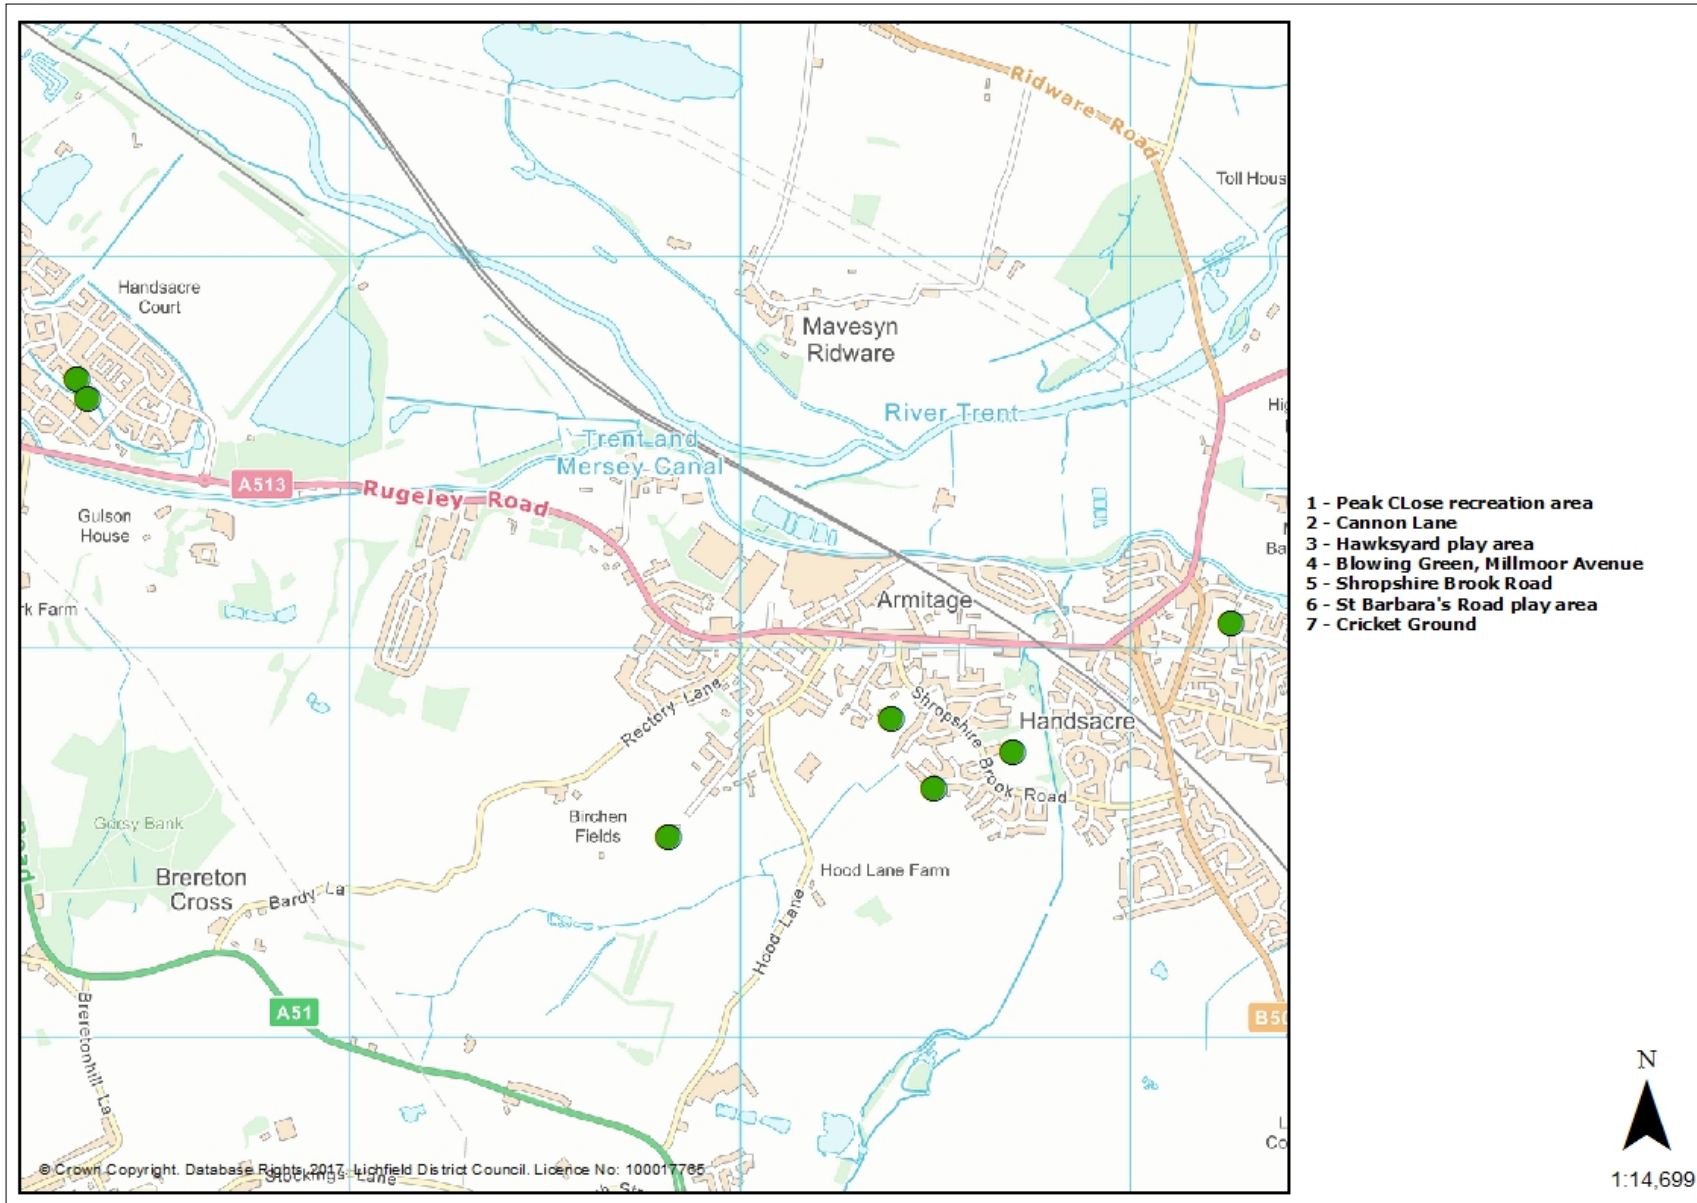 Ridware Road
Toll Hous
Handsacre
Court
Mavesyn
Ridware
River Trent
Trent and
Mersey Canal
A513
Rugeley Road
Gulson
House
Ba
rk Farm
Armitage
Rectory Lane
Shropshire Brook Road
Handsacre
Birchen
Fields
Gorsy Bank
Brereton
Cross
Bardy La
Hood Lane Farm
Hood Lane
A51
B50
Breretonhill La
L
Co
© Crown Copyright. Database Rights 2017. Lichfield District Council. Licence No: 100017765
Stockings Lane
1 - Peak CLose recreation area
2 - Cannon Lane
3 - Hawksyard play area
4 - Blowing Green, Millmoor Avenue
5 - Shropshire Brook Road
6 - St Barbara's Road play area
7 - Cricket Ground
N
1:14,699